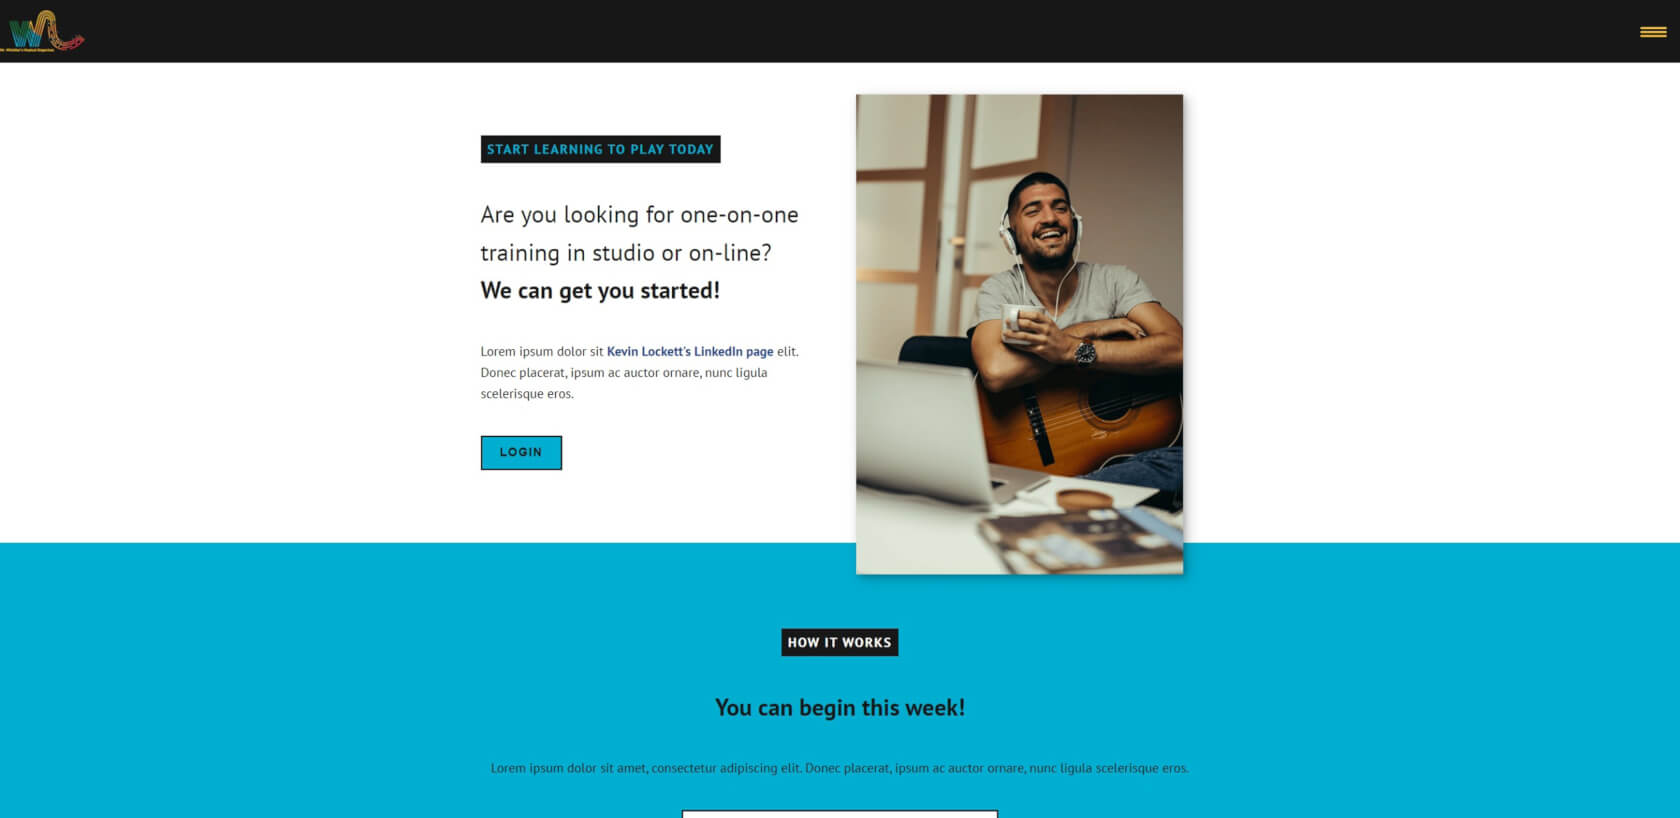 START LEARNING TO PLAY TODAY
Are you looking for one-on-one
training in studio or on-line?
We can get you started!
Lorem ipsum dolor sit Kevin Lockett's LinkedIn page elit.
Donec placerat, ipsum ac auctor ornare, nunc ligula
scelerisque eros.
LOGIN
HOW IT WORKS
You can begin this week!
Lorem ipsum dolor sit amet, consectetur adipiscing elit. Donec placerat, ipsum ac auctor ornare, nunc ligula scelerisque eros.